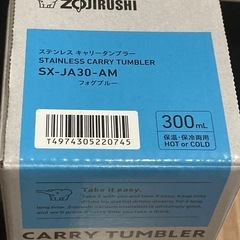 ZOJIRUSHI
ステンレス キャリータンブラー
STAINLESS CARRY TUMBLER
SX-JA30-AM
フォグブルー
300mL
保温・保冷両用
HOT or COLD
T4974305220745
Take it easy.
CARRY TUMBLER